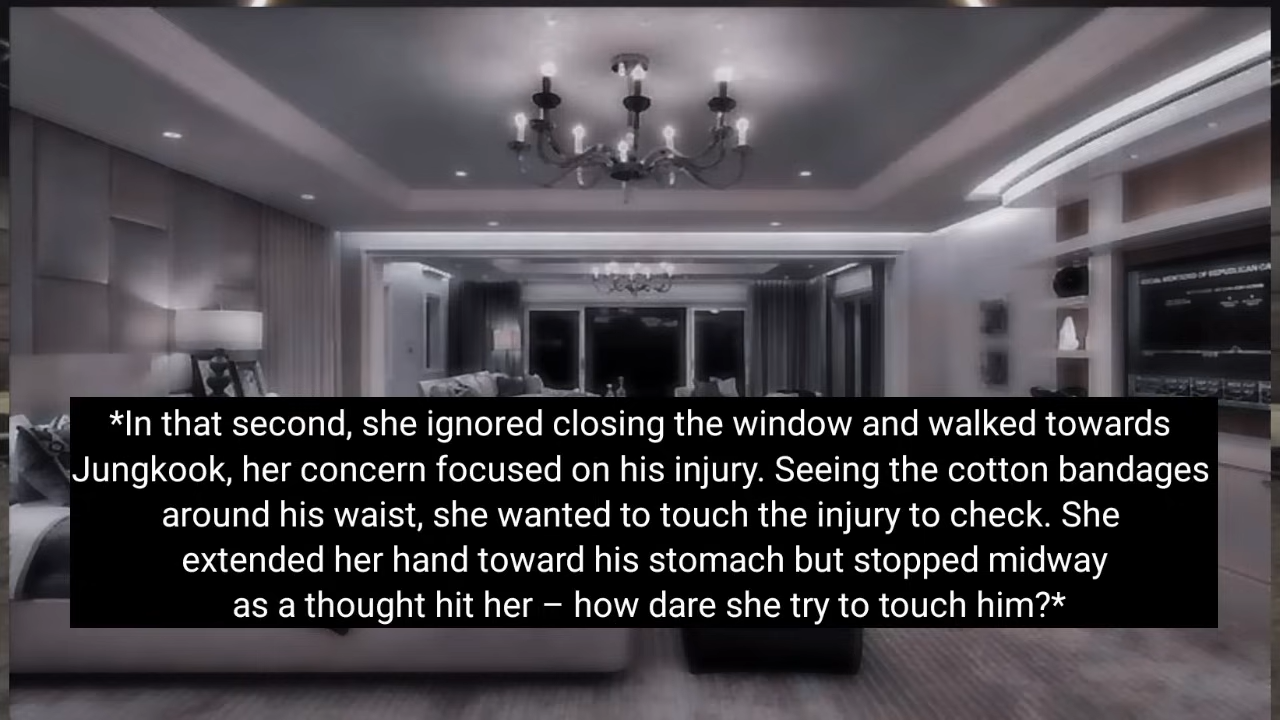 *In that second, she ignored closing the window and walked towards
Jungkook, her concern focused on his injury. Seeing the cotton bandages
around his waist, she wanted to touch the injury to check. She
extended her hand toward his stomach but stopped midway
as a thought hit her – how dare she try to touch him?*